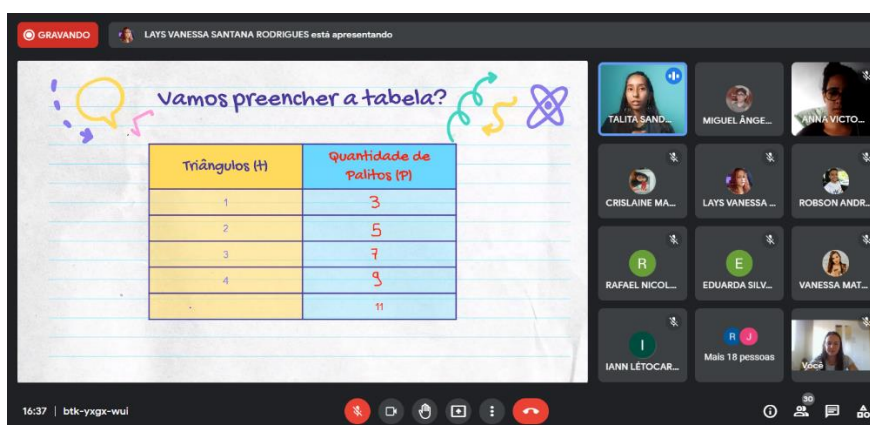 GRAVANDO
LAYS VANESSA SANTANA RODRIGUES está apresentando
Vamos preencher a tabela?
Triângulos (t)
Quantidade de
Palitos (P)
1
3
2
5
3
7
4
9
11
TALITA SAND...
MIGUEL ÂNGE...
ANNA VICTO...
CRISLAINE MA...
LAYS VANESSA ...
ROBSON ANDR...
R
E
RAFAEL NICOL...
EDUARDA SILV...
VANESSA MAT...
I
R
J
IANN LÉTOCAR...
Mais 18 pessoas
Você
16:37 | btk-yxgx-wui
30